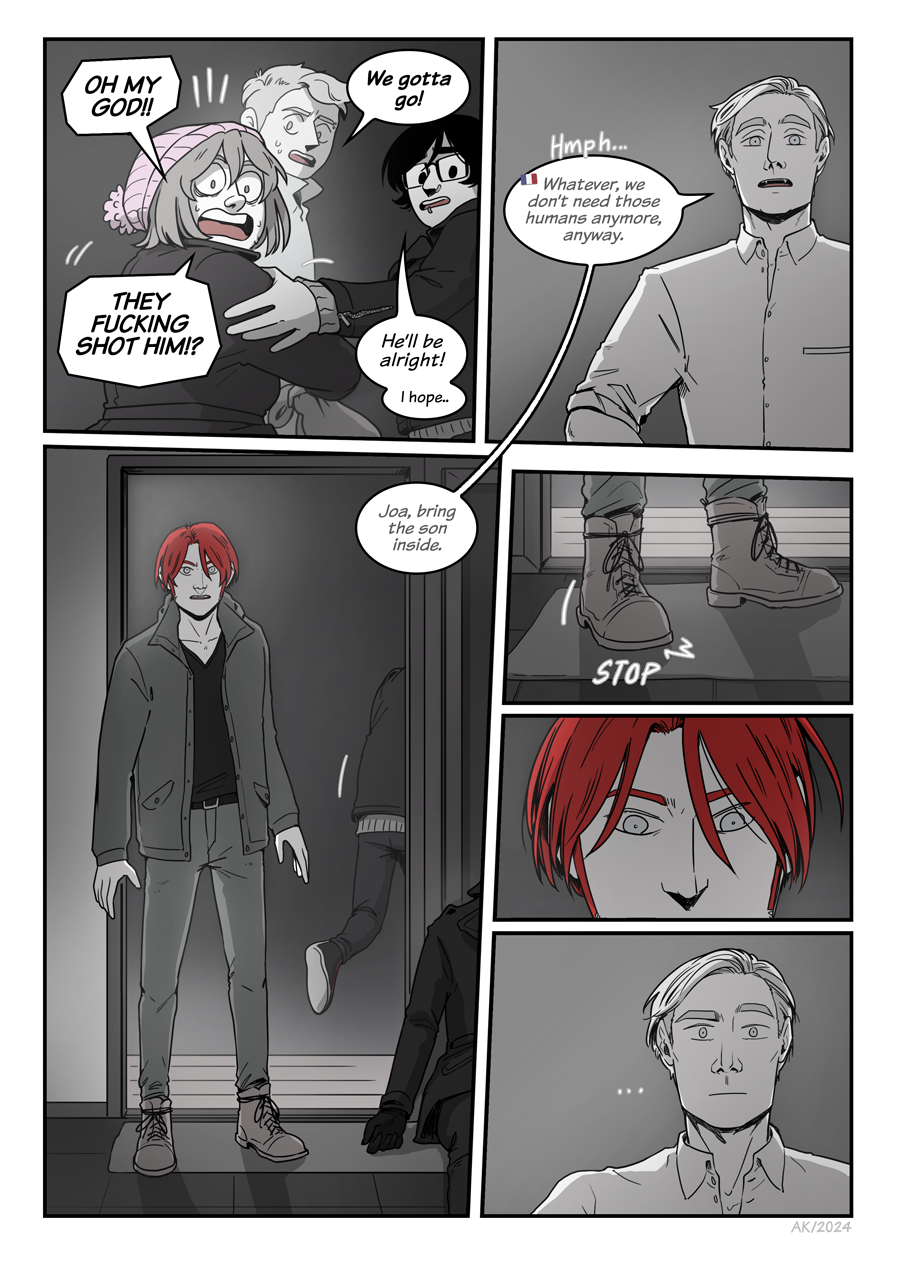 OH MY
GOD!!
We gotta
go!
THEY
FUCKING
SHOT HIM!?
He'll be
alright!
I hope..
Hmph...
Whatever, we
don't need those
humans anymore,
anyway.
Joa, bring
the son
inside.
STOP
...
AK/2024